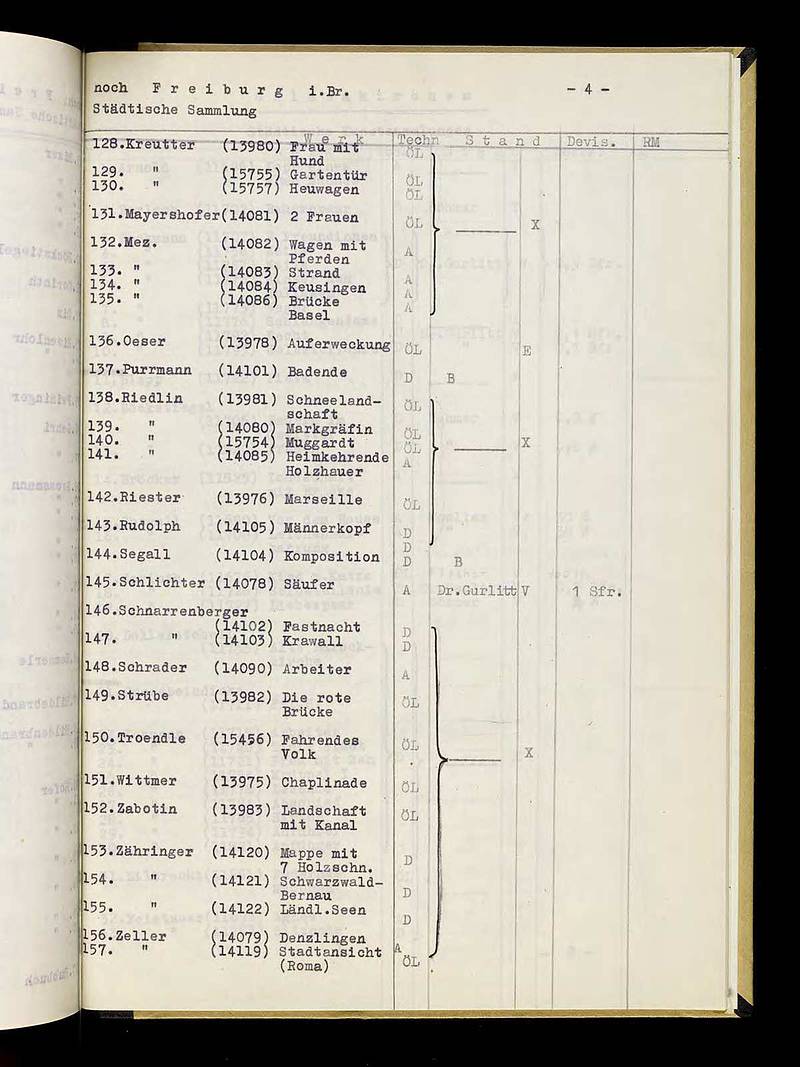 noch F r e i b u r g i.Br. - 4 -
Städtische Sammlung
W e r k Techn S t a n d Devis. RM
128.Kreutter (13980) Frau mit ÖL
Hund
129. " (15755) Gartentür ÖL
130. " (15757) Heuwagen ÖL
131.Mayershofer(14081) 2 Frauen ÖL X
132.Mez. (14082) Wagen mit A
Pferden
133. " (14083) Strand A
134. " (14084) Keusingen A
135. " (14086) Brücke A
Basel
136.Oeser (13978) Auferweckung ÖL E
137.Purrmann (14101) Badende D B
138.Riedlin (13981) Schneeland- ÖL
schaft
139. " (14080) Markgräfin ÖL
140. " (15754) Muggardt ÖL X
141. " (14085) Heimkehrende A
Holzhauer
142.Riester (13976) Marseille ÖL
143.Rudolph (14105) Männerkopf D
D
144.Segall (14104) Komposition D B
145.Schlichter (14078) Säufer A Dr.Gurlitt V 1 Sfr.
146.Schnarrenberger
(14102) Fastnacht D
147. " (14103) Krawall D
148.Schrader (14090) Arbeiter A
149.Strübe (13982) Die rote ÖL
Brücke
150.Troendle (15456) Fahrendes ÖL
Volk X
151.Wittmer (13975) Chaplinade ÖL
152.Zabotin (13983) Landschaft ÖL
mit Kanal
153.Zähringer (14120) Mappe mit D
7 Holzschn.
154. " (14121) Schwarzwald- D
Bernau
155. " (14122) Ländl.Seen D
156.Zeller (14079) Denzlingen
157. " (14119) Stadtansicht A ÖL
(Roma)